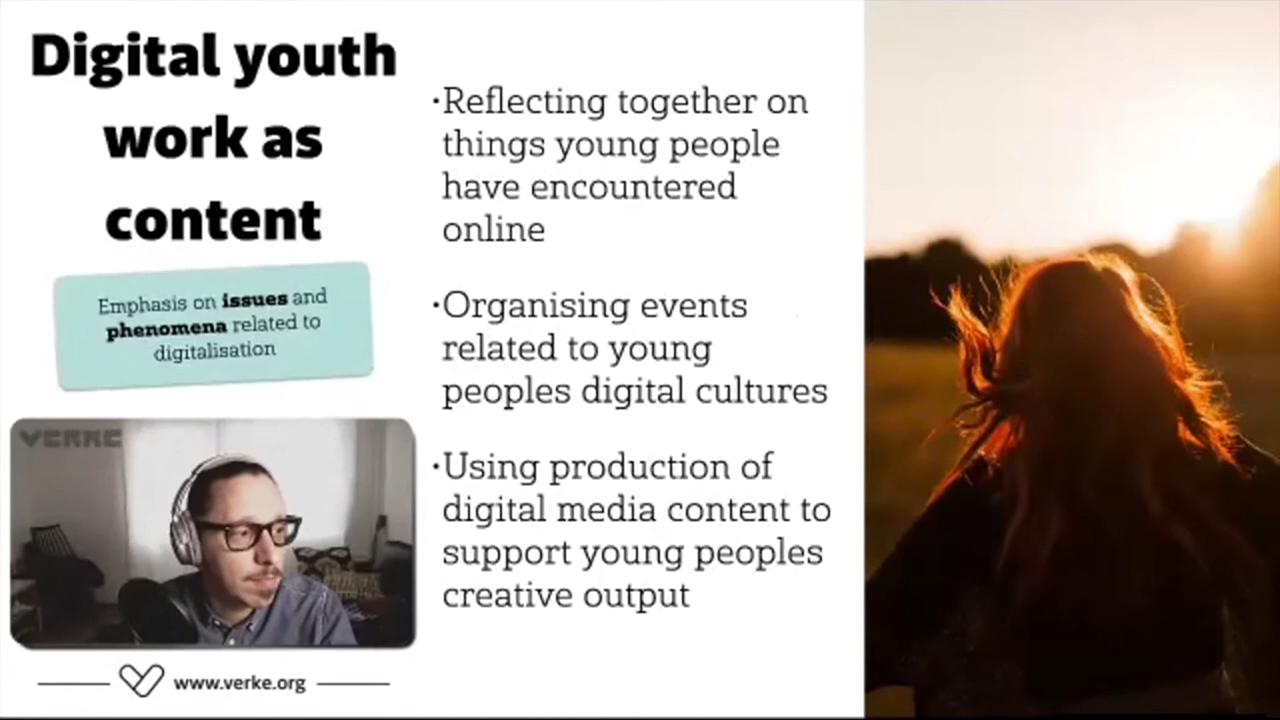 Digital youth
work as
content
Emphasis on issues and
phenomena related to
digitalisation
VERKE
www.verke.org
·Reflecting together on
things young people
have encountered
online
·Organising events
related to young
peoples digital cultures
·Using production of
digital media content to
support young peoples
creative output